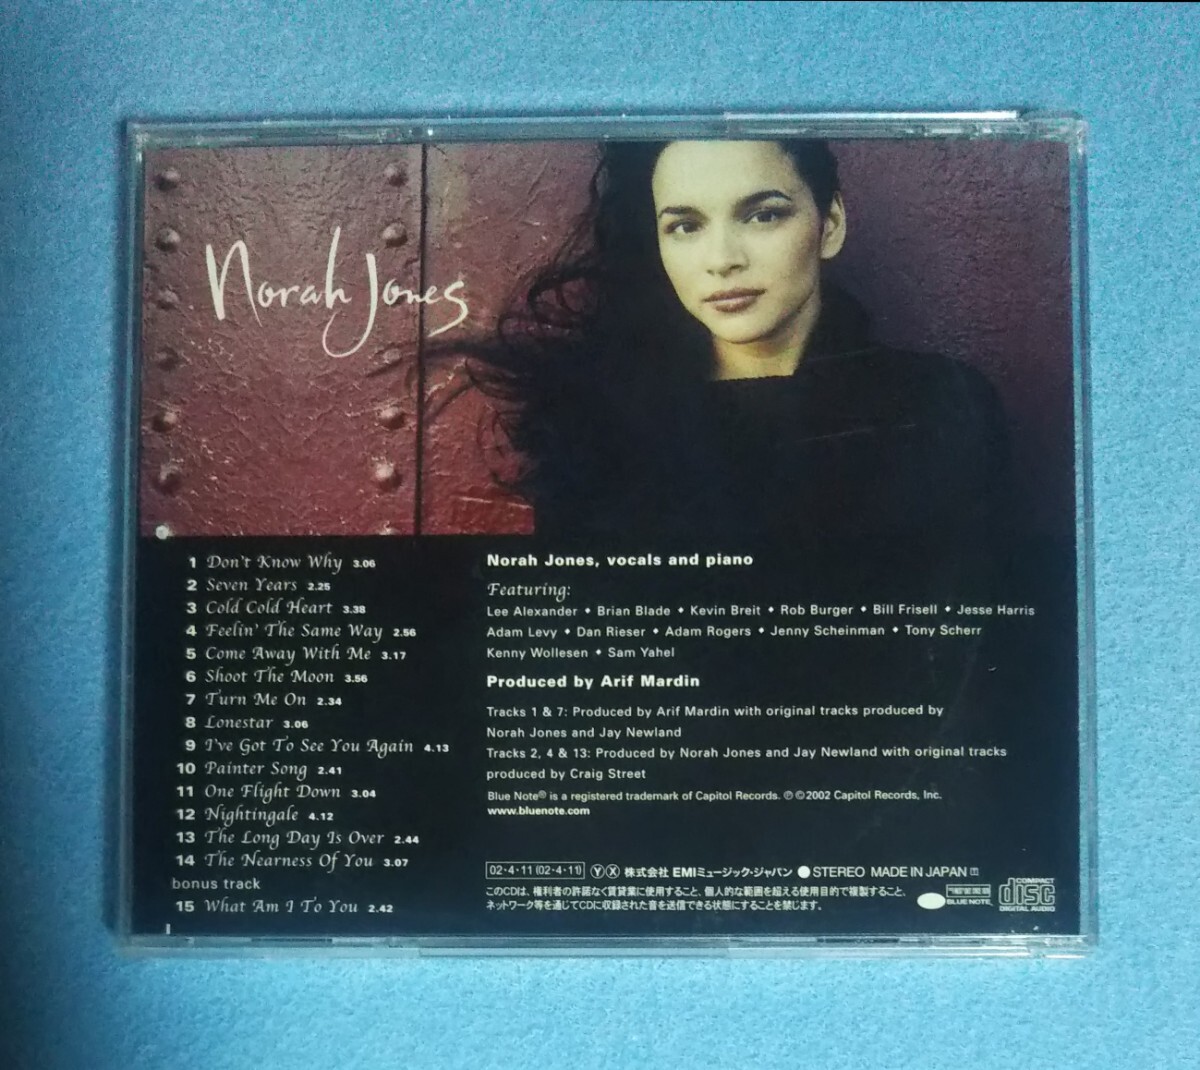 Norah Jones
1 Don't Know Why 3.06
2 Seven Years 2.25
3 Cold Cold Heart 3.38
4 Feelin' The Same Way 2.56
5 Come Away With Me 3.17
6 Shoot The Moon 3.56
7 Turn Me On 2.34
8 Lonestar 3.06
9 I've Got To See You Again 4.13
10 Painter Song 2.41
11 One Flight Down 3.04
12 Nightingale 4.12
13 The Long Day Is Over 2.44
14 The Nearness Of You 3.07
bonus track
15 What Am I To You 2.42
Norah Jones, vocals and piano
Featuring:
Lee Alexander • Brian Blade • Kevin Breit • Rob Burger • Bill Frisell • Jesse Harris
Adam Levy • Dan Rieser • Adam Rogers • Jenny Scheinman • Tony Scherr
Kenny Wollesen • Sam Yahel
Produced by Arif Mardin
Tracks 1 & 7: Produced by Arif Mardin with original tracks produced by
Norah Jones and Jay Newland
Tracks 2, 4 & 13: Produced by Norah Jones and Jay Newland with original tracks
produced by Craig Street
Blue Note® is a registered trademark of Capitol Records. ℗ © 2002 Capitol Records, Inc.
www.bluenote.com
02・4・11 (02・4・11) Ⓨ Ⓧ 株式会社 EMIミュージック・ジャパン ●STEREO MADE IN JAPAN
このCDは、権利者の許諾なく賃貸業に使用すること、個人的な範囲を超える使用目的で複製すること、
ネットワーク等を通じてCDに収録された音を送信できる状態にすることを禁じます。
BLUE NOTE
COMPACT
disc
DIGITAL AUDIO